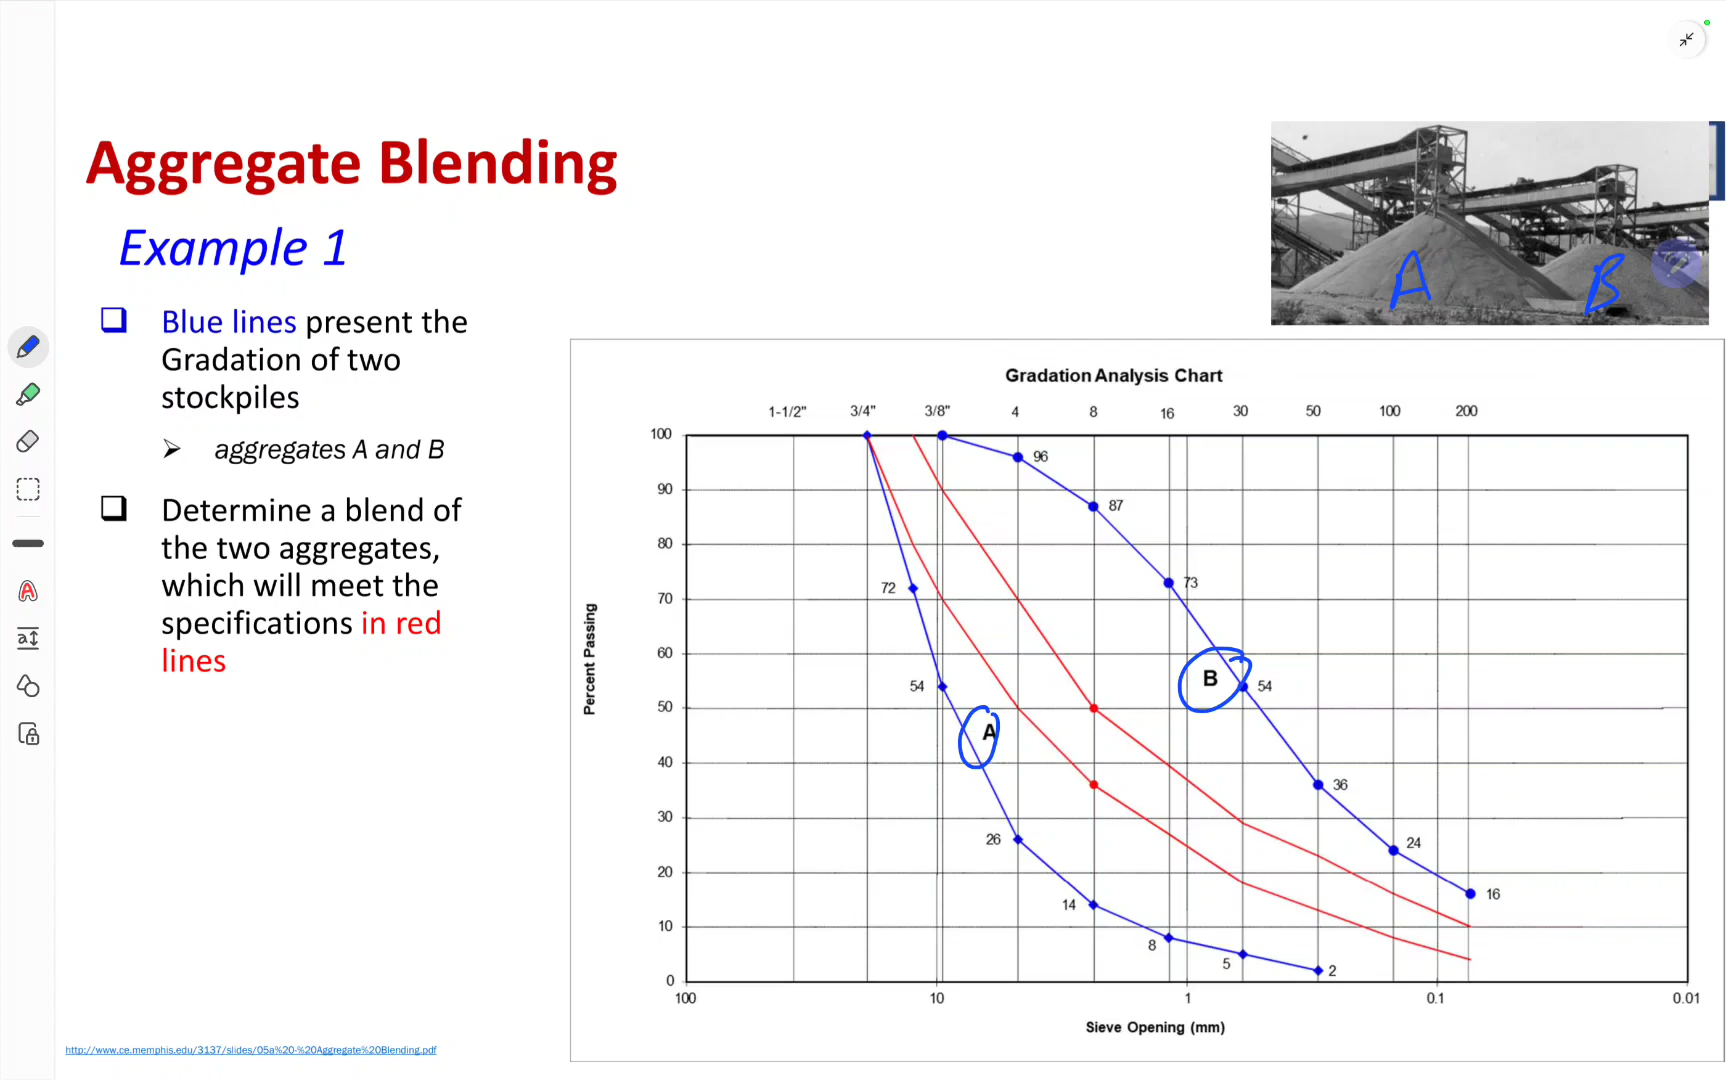 Aggregate Blending
Example 1
Blue lines present the
Gradation of two
stockpiles
aggregates A and B
Determine a blend of
the two aggregates,
which will meet the
specifications in red
lines
http://www.ce.memphis.edu/3137/slides/05a%20-%20Aggregate%20Blending.pdf
A B
Gradation Analysis Chart
1-1/2" 3/4" 3/8" 4 8 16 30 50 100 200
Percent Passing
100
90
80
70
60
50
40
30
20
10
0
96
87
73
72
54
B
54
A
36
26
24
16
14
8
5
2
100 10 1 0.1 0.01
Sieve Opening (mm)
A
a